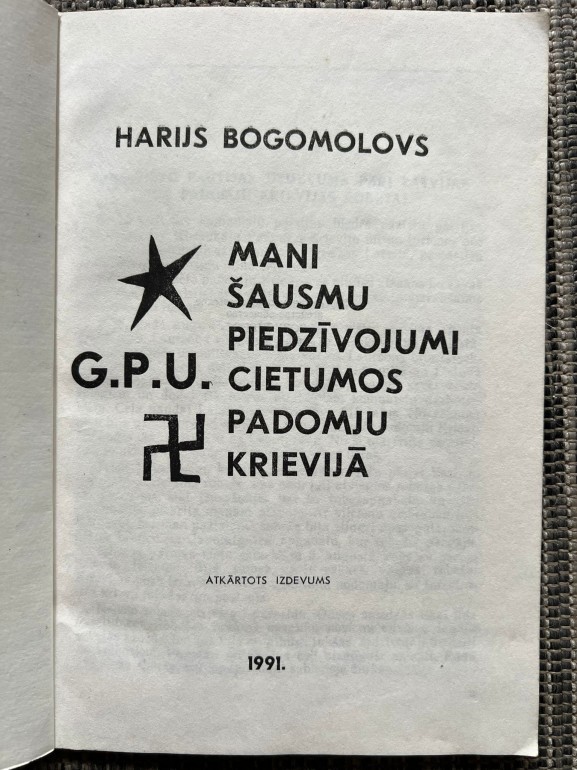 HARIJS BOGOMOLOVS
MANI
ŠAUSMU
PIEDZĪVOJUMI
G.P.U. CIETUMOS
PADOMJU
KRIEVIJĀ
ATKĀRTOTS IZDEVUMS
1991.